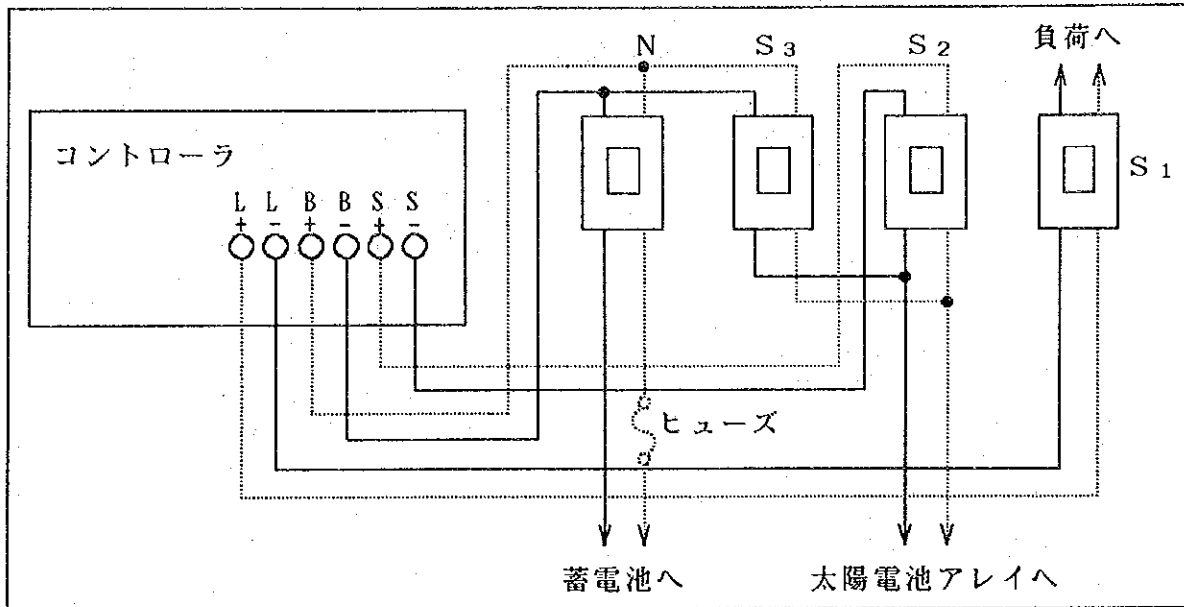 N S3 S2 負荷へ
コントローラ
S1
L L B B S S
+ - + - + -
ヒューズ
蓄電池へ 太陽電池アレイへ